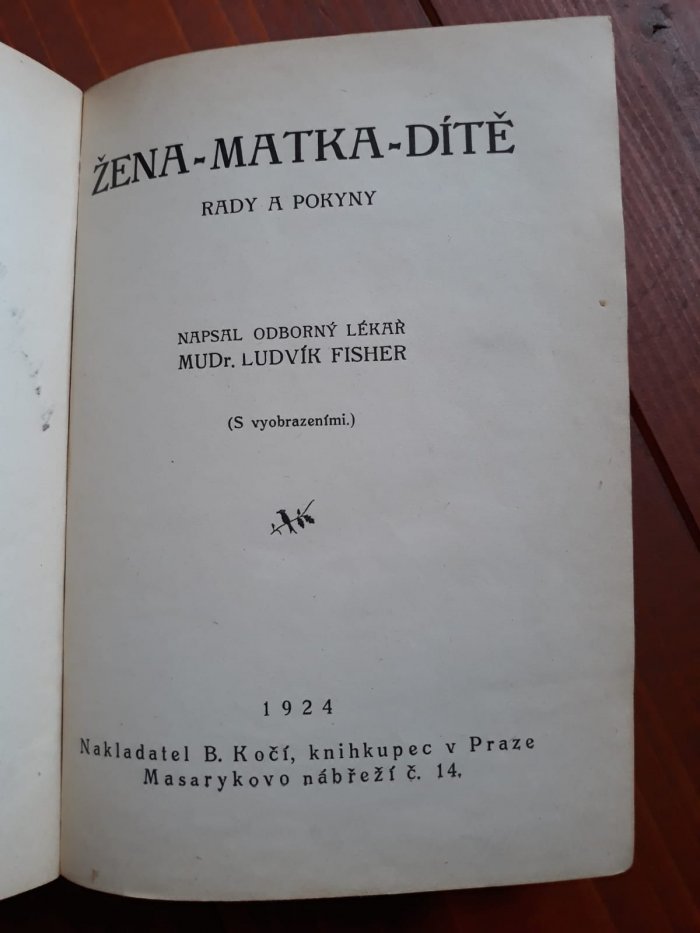 ŽENA-MATKA-DÍTĚ
RADY A POKYNY
NAPSAL ODBORNÝ LÉKAŘ
MUDr. LUDVÍK FISHER
(S vyobrazeními.)
1924
Nakladatel B. Kočí, knihkupec v Praze
Masarykovo nábřeží č. 14.